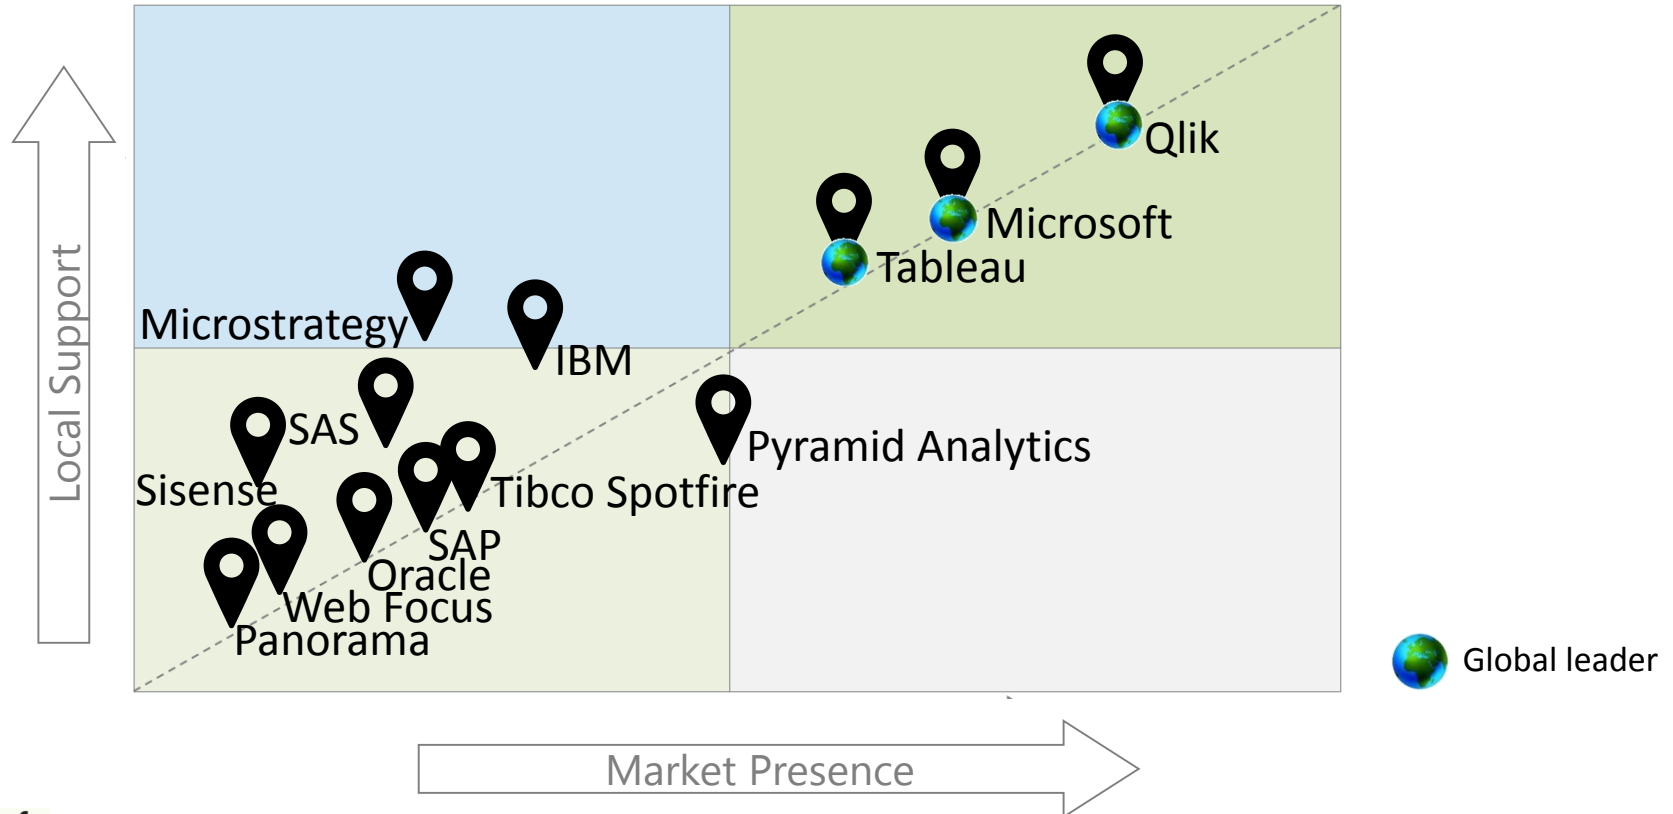 Local Support
Qlik
Microsoft
Tableau
Microstrategy
IBM
SAS
Pyramid Analytics
Sisense
Tibco Spotfire
SAP
Oracle
Web Focus
Panorama
Global leader
Market Presence